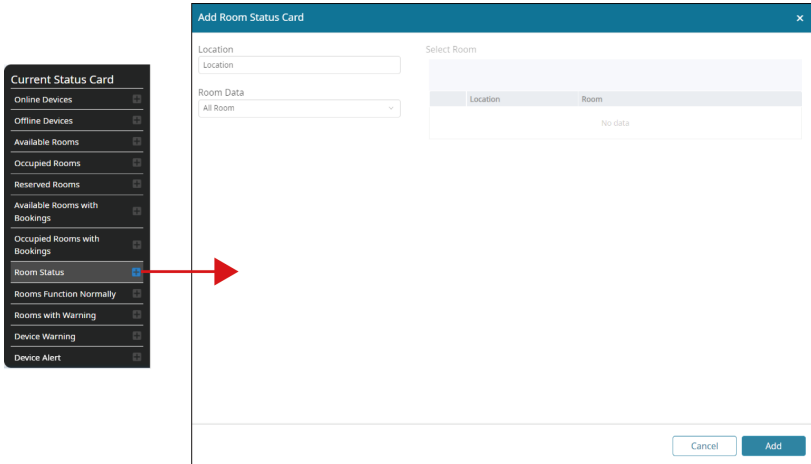 Current Status Card
Online Devices
Offline Devices
Available Rooms
Occupied Rooms
Reserved Rooms
Available Rooms with
Bookings
Occupied Rooms with
Bookings
Room Status
Rooms Function Normally
Rooms with Warning
Device Warning
Device Alert
Add Room Status Card
Location
Location
Room Data
All Room
Select Room
Location Room
No data
Cancel Add